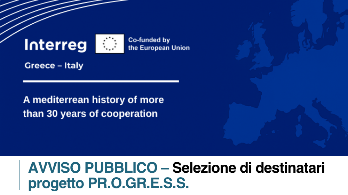 Interreg
Co-funded by
the European Union
Greece – Italy
A mediterrean history of more
than 30 years of cooperation
AVVISO PUBBLICO – Selezione di destinatari
progetto PR.O.GR.E.S.S.